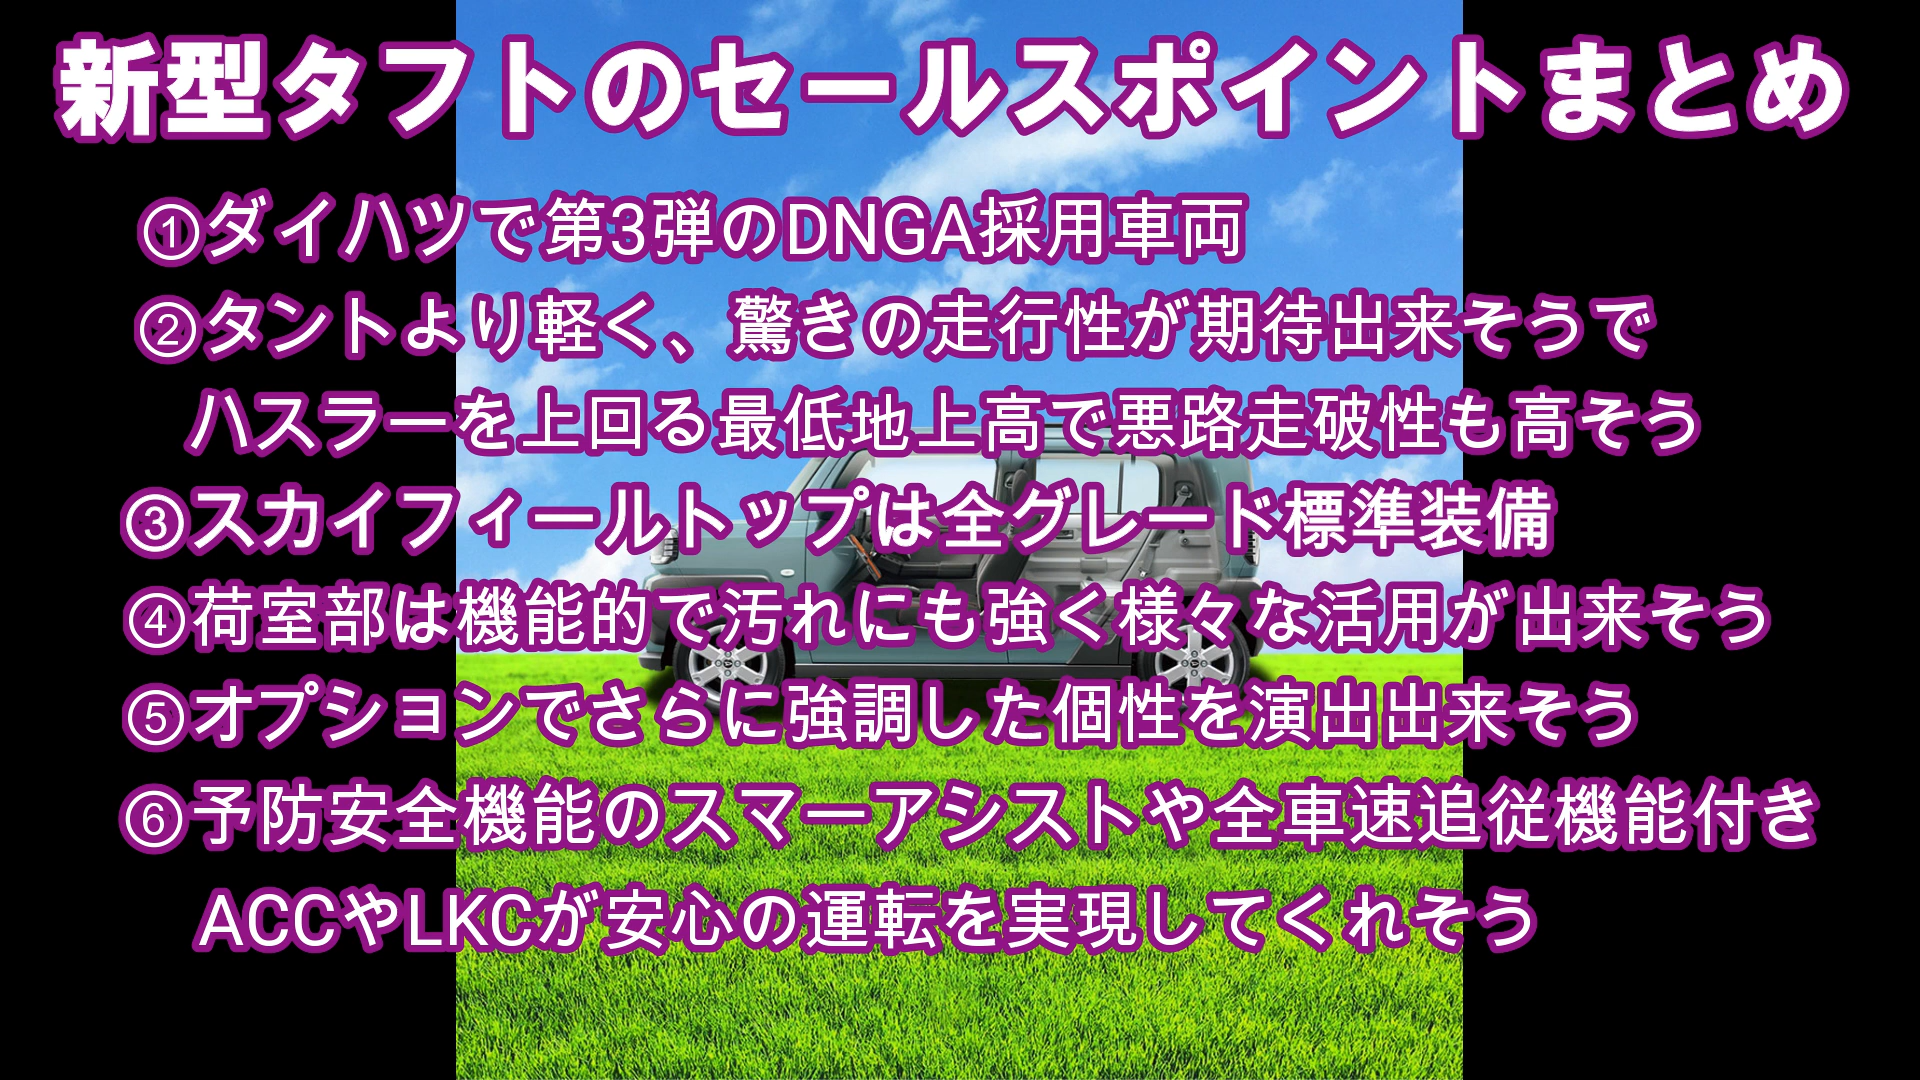 新型タフトのセールスポイントまとめ
①ダイハツで第3弾のDNGA採用車両
②タントより軽く、驚きの走行性が期待出来そうで
ハスラーを上回る最低地上高で悪路走破性も高そう
③スカイフィールトップは全グレード標準装備
④荷室部は機能的で汚れにも強く様々な活用が出来そう
⑤オプションでさらに強調した個性を演出出来そう
⑥予防安全機能のスマーアシストや全車速追従機能付き
ACCやLKCが安心の運転を実現してくれそう